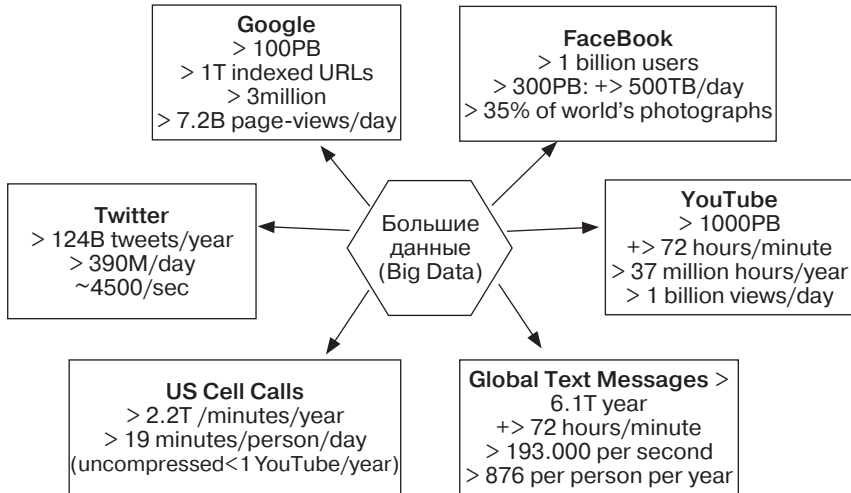 Google
> 100PB
> 1T indexed URLs
> 3million
> 7.2B page-views/day
FaceBook
> 1 billion users
> 300PB: +> 500TB/day
> 35% of world's photographs
Twitter
> 124B tweets/year
> 390M/day
~4500/sec
Большие
данные
(Big Data)
YouTube
> 1000PB
+> 72 hours/minute
> 37 million hours/year
> 1 billion views/day
US Cell Calls
> 2.2T /minutes/year
> 19 minutes/person/day
(uncompressed<1 YouTube/year)
Global Text Messages >
6.1T year
+> 72 hours/minute
> 193.000 per second
> 876 per person per year